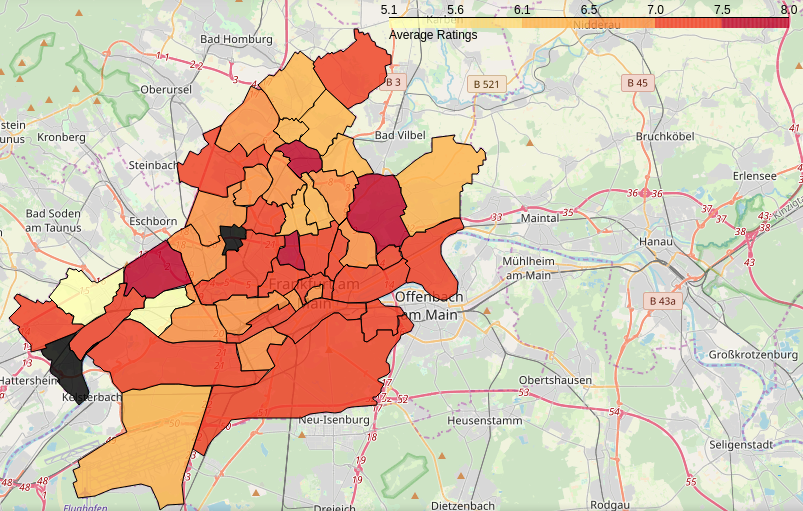 5.1 5.6 6.1 6.5 7.0 7.5 8.0
Average Ratings
Karben
Nidderau
Bad Homburg
B 3
B 521
B 45
Oberursel
Kronberg
Bad Vilbel
Bruchköbel
Steinbach
Erlensee
Bad Soden
am Taunus
Eschborn
Maintal
Hanau
Mühlheim
am Main
Frankfurt am
Main
Offenbach
am Main
B 43a
Großkrotzenburg
Hattersheim
Kelsterbach
Obertshausen
Neu-Isenburg
Heusenstamm
Seligenstadt
Flughafen
Dreieich
Dietzenbach
Rodgau